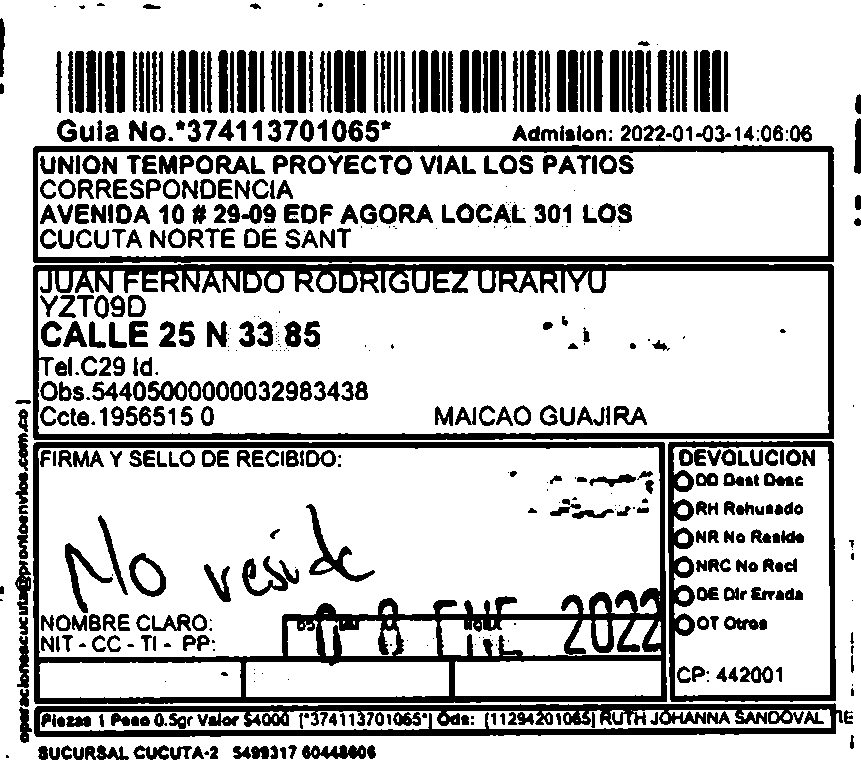 Guia No.*374113701065*
Admision: 2022-01-03-14:06:06
UNION TEMPORAL PROYECTO VIAL LOS PATIOS
CORRESPONDENCIA
AVENIDA 10 # 29-09 EDF AGORA LOCAL 301 LOS
CUCUTA NORTE DE SANT
JUAN FERNANDO RODRIGUEZ URARIYU
YZT09D
CALLE 25 N 33 85
Tel.C29 Id.
Obs.54405000000032983438
Ccte.1956515 0 MAICAO GUAJIRA
operacionescucuta@prontoenvios.com.co]
FIRMA Y SELLO DE RECIBIDO:
No reside
NOMBRE CLARO:
NIT - CC - TI - PP:
08 ENE 2022
DEVOLUCION
DD Dest Desc
RH Rehusado
NR No Reside
NRC No Recl
DE Dir Errada
OT Otros
CP: 442001
Piezas 1 Peso 0.5gr Valor $4000 [*374113701065*] Ods: [11294201065] RUTH JOHANNA SANDOVAL
SUCURSAL CUCUTA-2 5499317 60448606